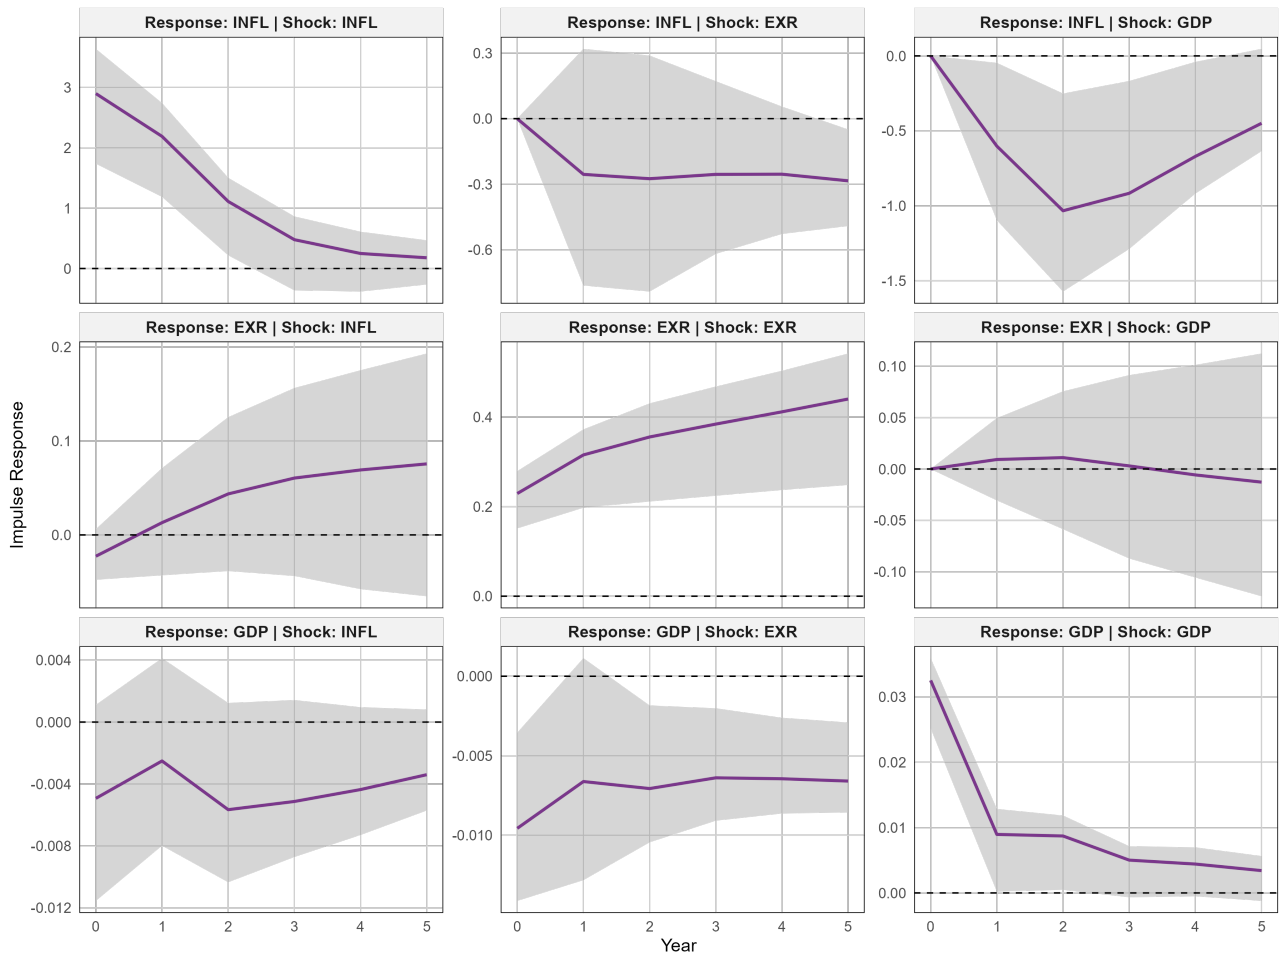 Response: INFL | Shock: INFL
Response: INFL | Shock: EXR
Response: INFL | Shock: GDP
3
2
1
0
0.3
0.0
-0.3
-0.6
0.0
-0.5
-1.0
-1.5
Response: EXR | Shock: INFL
Response: EXR | Shock: EXR
Response: EXR | Shock: GDP
0.2
0.1
0.0
0.4
0.2
0.0
0.10
0.05
0.00
-0.05
-0.10
Impulse Response
Response: GDP | Shock: INFL
Response: GDP | Shock: EXR
Response: GDP | Shock: GDP
0.004
0.000
-0.004
-0.008
-0.012
0.000
-0.005
-0.010
0.03
0.02
0.01
0.00
0 1 2 3 4 5
0 1 2 3 4 5
0 1 2 3 4 5
Year